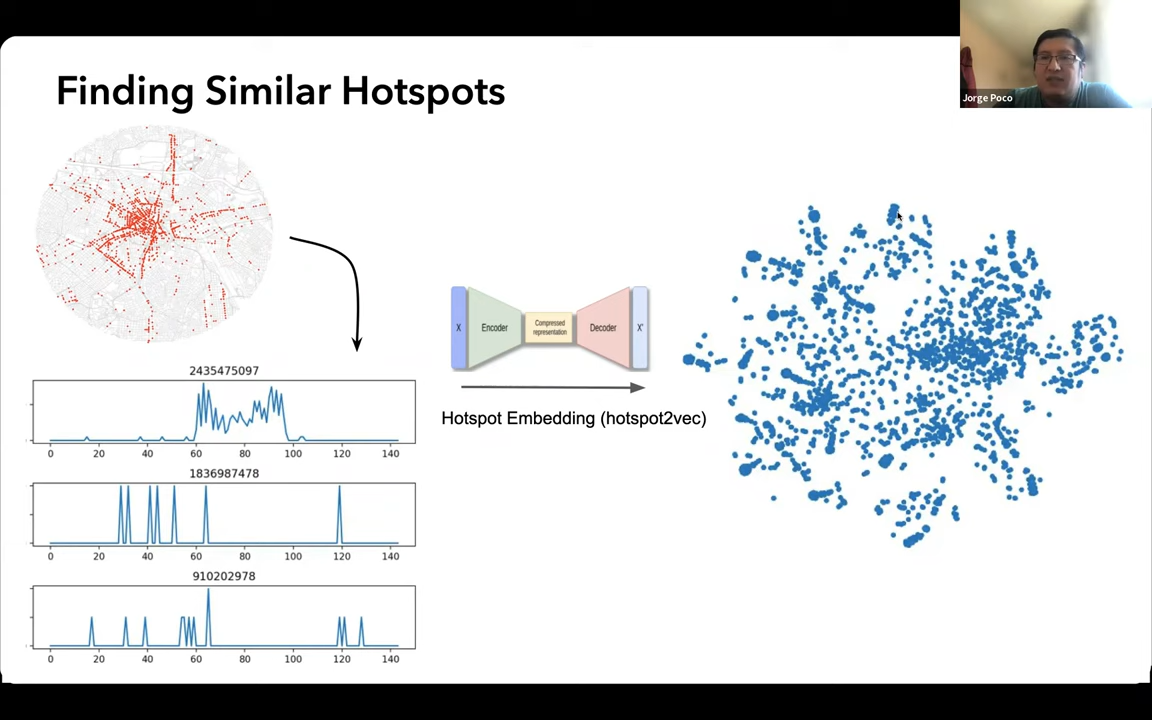 Finding Similar Hotspots
Jorge Poco
2435475097
0 20 40 60 80 100 120 140
1836987478
0 20 40 60 80 100 120 140
910202978
0 20 40 60 80 100 120 140
X
Encoder
Compressed
representation
Decoder
X'
Hotspot Embedding (hotspot2vec)